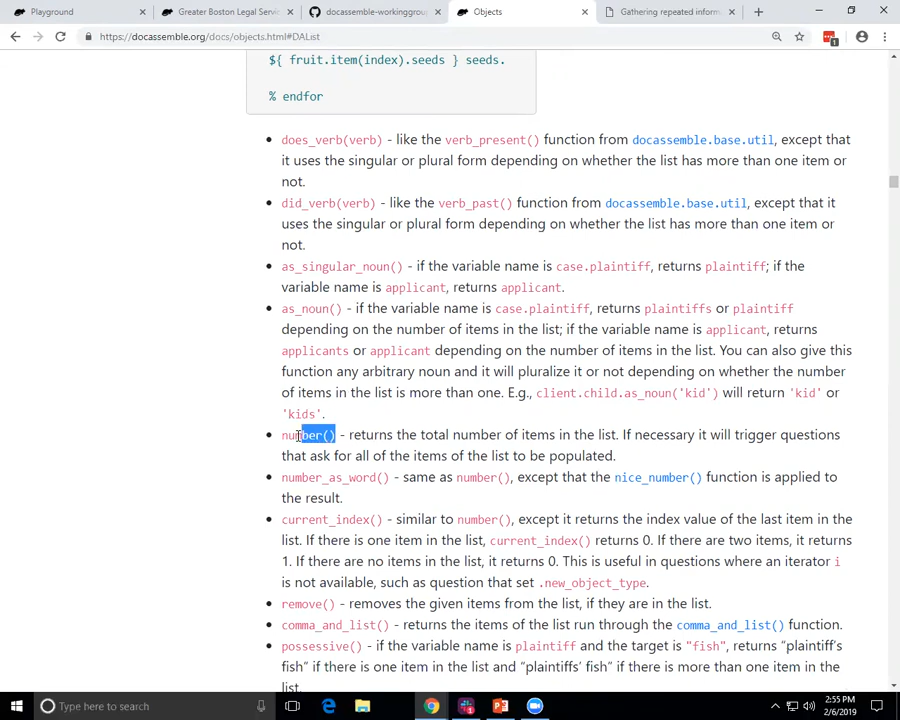 Playground
Greater Boston Legal Servic
docassemble-workinggroun
Objects
Gathering repeated inform
https://docassemble.org/docs/objects.html#DAList
1
${ fruit.item(index).seeds } seeds.
% endfor
does_verb(verb) - like the verb_present() function from docassemble.base.util, except that
it uses the singular or plural form depending on whether the list has more than one item or
not.
did_verb(verb) - like the verb_past() function from docassemble.base.util, except that it
uses the singular or plural form depending on whether the list has more than one item or
not.
as_singular_noun() - if the variable name is case.plaintiff, returns plaintiff; if the
variable name is applicant, returns applicant.
as_noun() - if the variable name is case.plaintiff, returns plaintiffs or plaintiff
depending on the number of items in the list; if the variable name is applicant, returns
applicants or applicant depending on the number of items in the list. You can also give this
function any arbitrary noun and it will pluralize it or not depending on whether the number
of items in the list is more than one. E.g., client.child.as_noun('kid') will return 'kid' or
'kids'.
number() - returns the total number of items in the list. If necessary it will trigger questions
that ask for all of the items of the list to be populated.
number_as_word() - same as number(), except that the nice_number() function is applied to
the result.
current_index() - similar to number(), except it returns the index value of the last item in the
list. If there is one item in the list, current_index() returns 0. If there are two items, it returns
1. If there are no items in the list, it returns 0. This is useful in questions where an iterator i
is not available, such as question that set .new_object_type.
remove() - removes the given items from the list, if they are in the list.
comma_and_list() - returns the items of the list run through the comma_and_list() function.
possessive() - if the variable name is plaintiff and the target is "fish", returns "plaintiff's
fish" if there is one item in the list and "plaintiffs' fish" if there is more than one item in the
list.
Type here to search
2:55 PM
2/6/2019